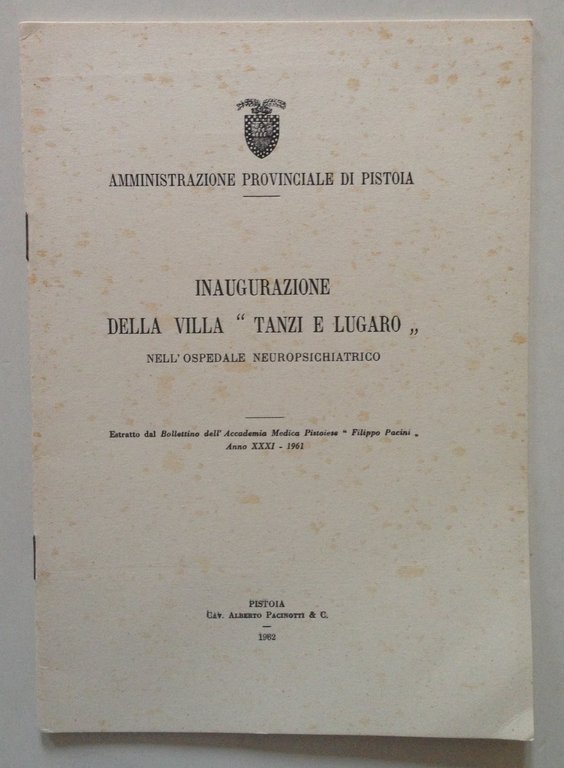 AMMINISTRAZIONE PROVINCIALE DI PISTOIA
INAUGURAZIONE
DELLA VILLA “ TANZI E LUGARO „
NELL'OSPEDALE NEUROPSICHIATRICO
Estratto dal Bollettino dell'Accademia Medica Pistoiese “ Filippo Pacini „
Anno XXXI - 1961
PISTOIA
CAV. ALBERTO PACINOTTI & C.
1962